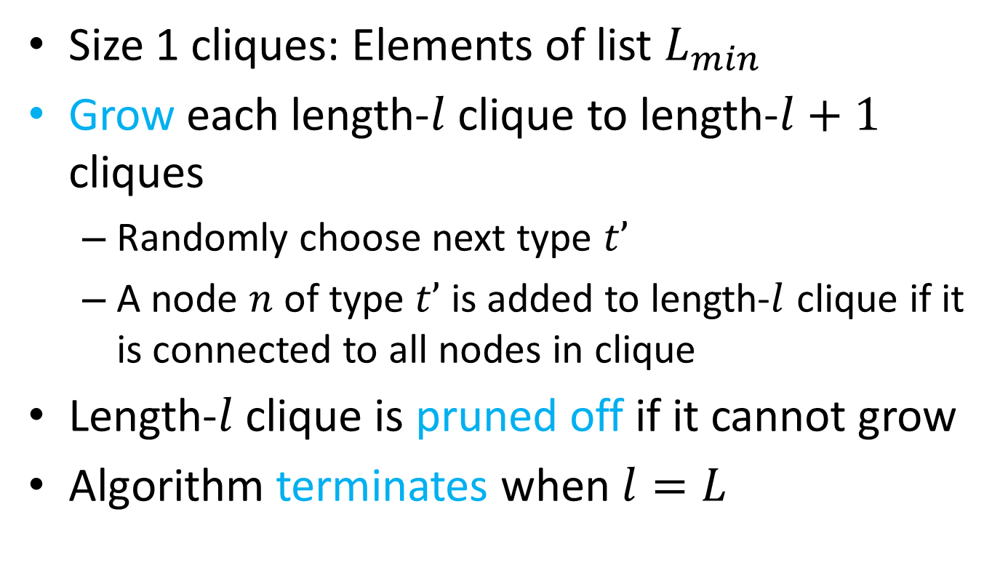 • Size 1 cliques: Elements of list $L_{min}$
• Grow each length-$l$ clique to length-$l + 1$
cliques
– Randomly choose next type $t$’
– A node $n$ of type $t$’ is added to length-$l$ clique if it
is connected to all nodes in clique
• Length-$l$ clique is pruned off if it cannot grow
• Algorithm terminates when $l = L$